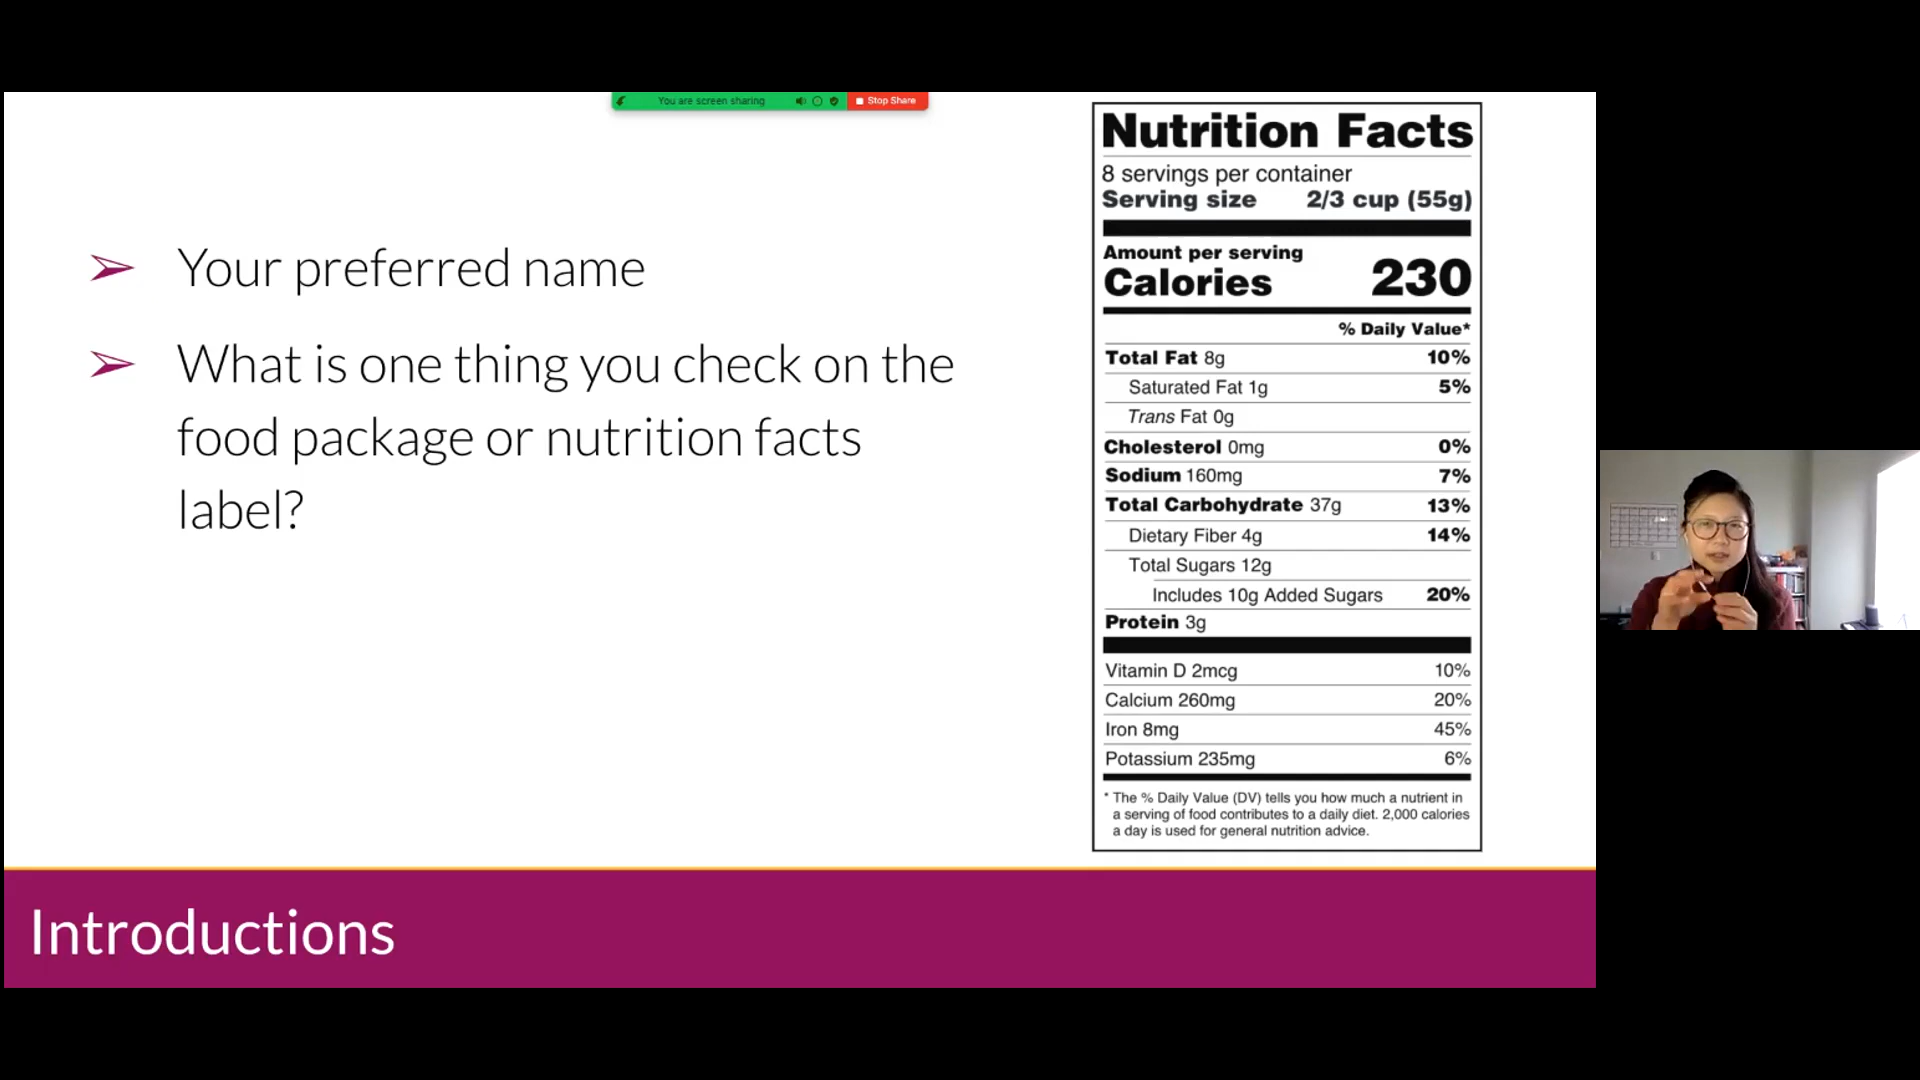 You are screen sharing
Stop Share
➢ Your preferred name
➢ What is one thing you check on the
food package or nutrition facts
label?
Nutrition Facts
8 servings per container
Serving size 2/3 cup (55g)
Amount per serving
Calories 230
% Daily Value*
Total Fat 8g 10%
Saturated Fat 1g 5%
Trans Fat 0g
Cholesterol 0mg 0%
Sodium 160mg 7%
Total Carbohydrate 37g 13%
Dietary Fiber 4g 14%
Total Sugars 12g
Includes 10g Added Sugars 20%
Protein 3g
Vitamin D 2mcg 10%
Calcium 260mg 20%
Iron 8mg 45%
Potassium 235mg 6%
* The % Daily Value (DV) tells you how much a nutrient in
a serving of food contributes to a daily diet. 2,000 calories
a day is used for general nutrition advice.
Introductions